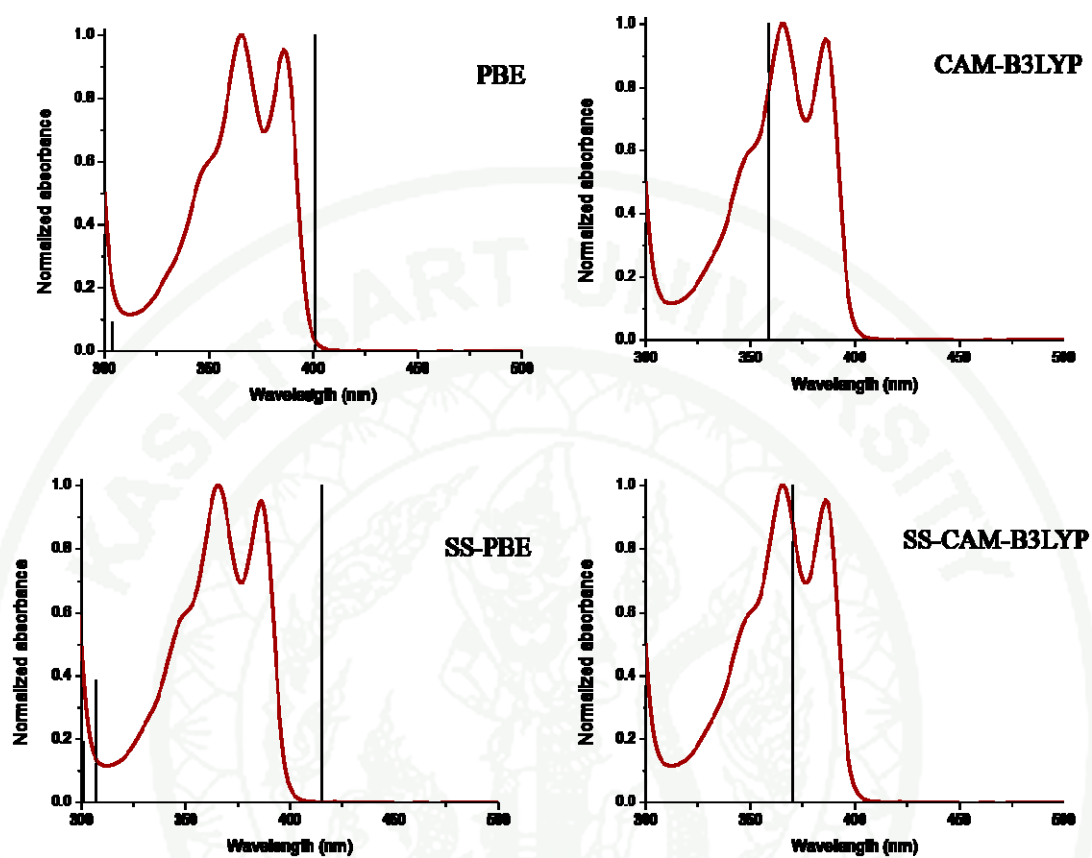 PBE
Normalized absorbance
1.0
0.8
0.6
0.4
0.2
0.0
300 350 400 450 500
Wavelength (nm)
CAM-B3LYP
Normalized absorbance
1.0
0.8
0.6
0.4
0.2
0.0
300 350 400 450 500
Wavelength (nm)
SS-PBE
Normalized absorbance
1.0
0.8
0.6
0.4
0.2
0.0
300 350 400 450 500
Wavelength (nm)
SS-CAM-B3LYP
Normalized absorbance
1.0
0.8
0.6
0.4
0.2
0.0
300 350 400 450 500
Wavelength (nm)
KASETSART UNIVERSITY